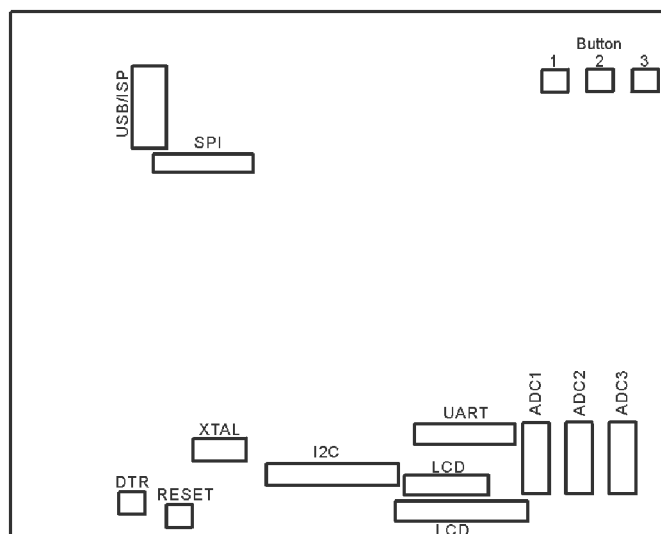 Button
1 2 3
USB/ISP
SPI
ADC1 ADC2 ADC3
UART
XTAL
I2C
LCD
DTR
RESET
LCD